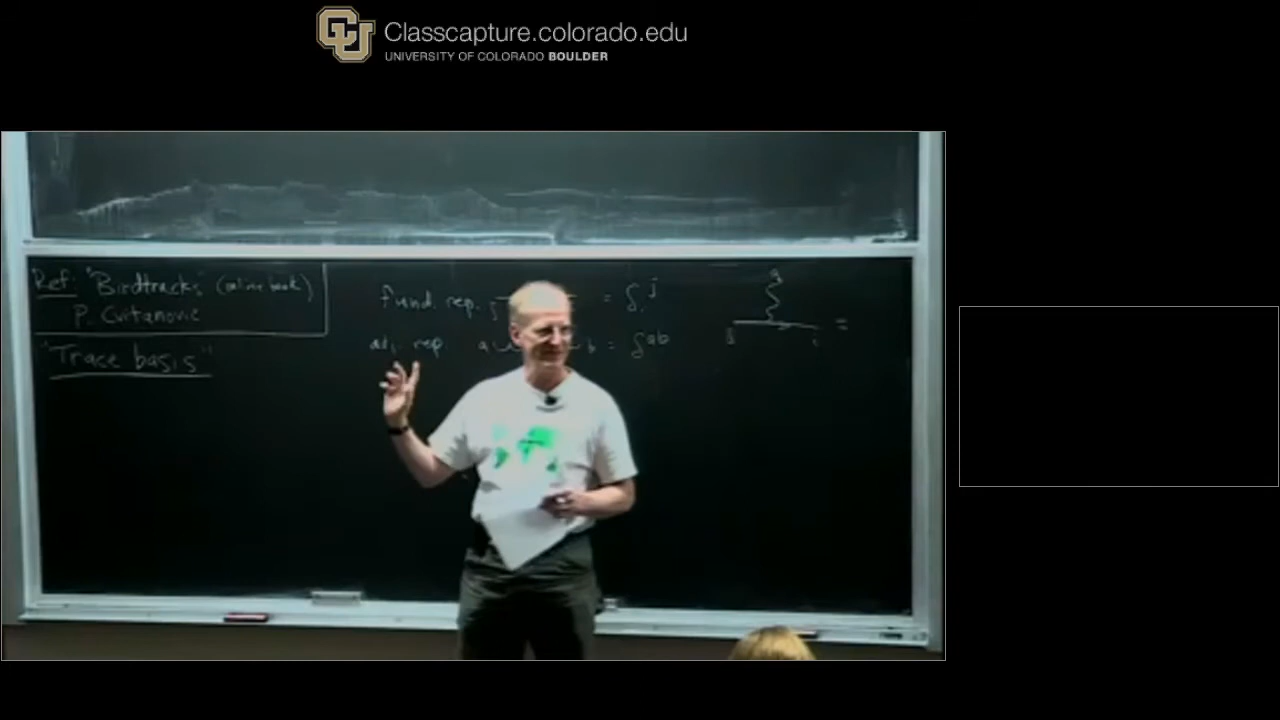 Classcapture.colorado.edu
UNIVERSITY OF COLORADO BOULDER
Ref: "Birdtracks" (online book)
P. Cvitanovic
"Trace basis"
fund. rep. = δ j
adj. rep a b = δ ab
a
=